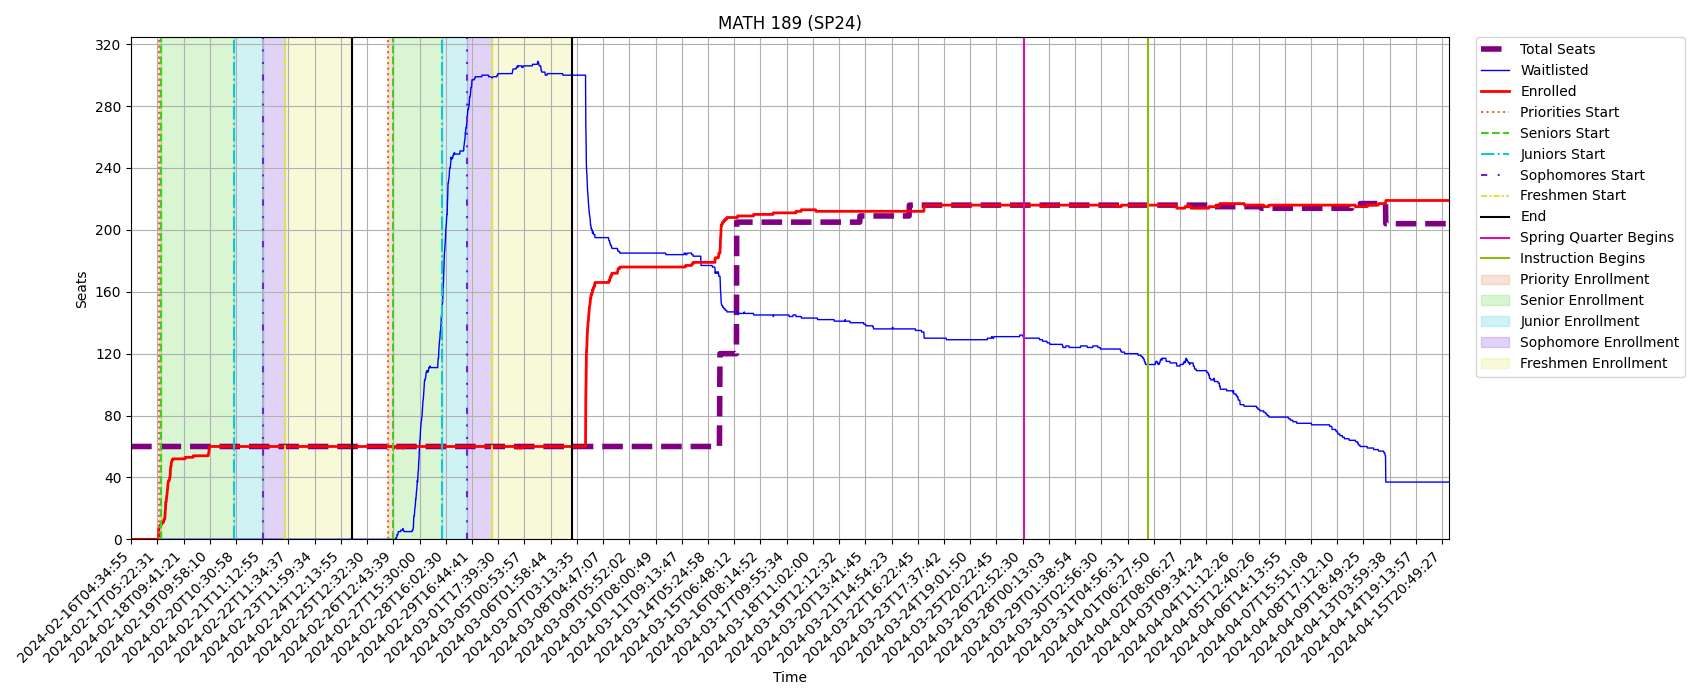 MATH 189 (SP24)
320
280
240
200
160
120
80
40
0
Seats
2024-02-16T04:34:55
2024-02-17T05:22:31
2024-02-18T09:41:21
2024-02-19T09:58:10
2024-02-20T10:30:58
2024-02-21T11:12:55
2024-02-22T11:34:37
2024-02-23T11:59:34
2024-02-24T12:13:55
2024-02-25T12:32:30
2024-02-26T12:43:39
2024-02-27T15:30:00
2024-02-28T16:02:30
2024-02-29T16:44:41
2024-03-01T17:39:30
2024-03-05T00:53:57
2024-03-06T01:58:44
2024-03-07T03:13:35
2024-03-08T04:47:07
2024-03-09T05:52:02
2024-03-10T08:00:49
2024-03-11T09:13:47
2024-03-14T05:24:58
2024-03-15T06:48:12
2024-03-16T08:14:52
2024-03-17T09:55:34
2024-03-18T11:02:00
2024-03-19T12:12:32
2024-03-20T13:41:45
2024-03-21T14:54:23
2024-03-22T16:22:45
2024-03-23T17:37:42
2024-03-24T19:01:50
2024-03-25T20:22:45
2024-03-26T22:52:30
2024-03-28T00:13:03
2024-03-29T01:38:54
2024-03-30T02:56:30
2024-03-31T04:56:31
2024-04-01T06:27:50
2024-04-02T08:06:27
2024-04-03T09:34:24
2024-04-04T11:12:26
2024-04-05T12:40:26
2024-04-06T14:13:55
2024-04-07T15:51:08
2024-04-08T17:12:10
2024-04-09T18:49:25
2024-04-13T03:59:38
2024-04-14T19:13:57
2024-04-15T20:49:27
Time
Total Seats
Waitlisted
Enrolled
Priorities Start
Seniors Start
Juniors Start
Sophomores Start
Freshmen Start
End
Spring Quarter Begins
Instruction Begins
Priority Enrollment
Senior Enrollment
Junior Enrollment
Sophomore Enrollment
Freshmen Enrollment